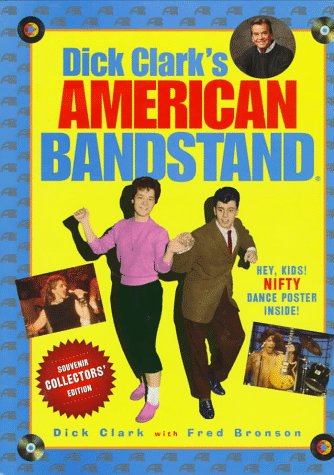 Dick Clark's
AMERICAN
BANDSTAND®
HEY, KIDS!
NIFTY
DANCE POSTER
INSIDE!
SOUVENIR
COLLECTORS'
EDITION
Dick Clark with Fred Bronson